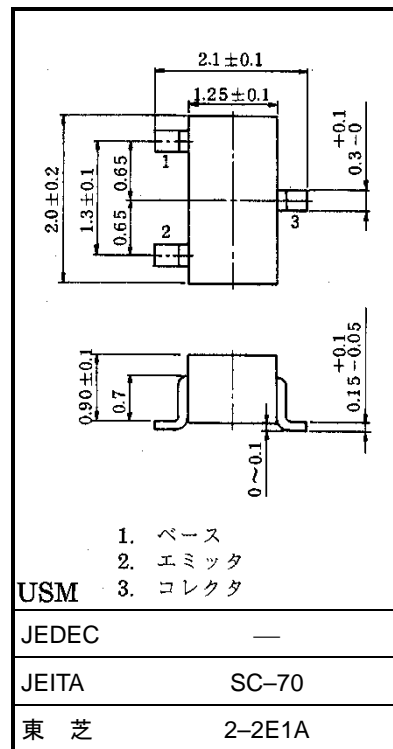 2.1±0.1
1.25±0.1
2.0±0.2
1.3±0.1
0.65
0.65
1
2
3
+0.1
0.3-0
0.90±0.1
0.7
+0.1
0.15-0.05
0~0.1
1. ベース
2. エミッタ
3. コレクタ
USM
JEDEC —
JEITA SC–70
東 芝 2–2E1A